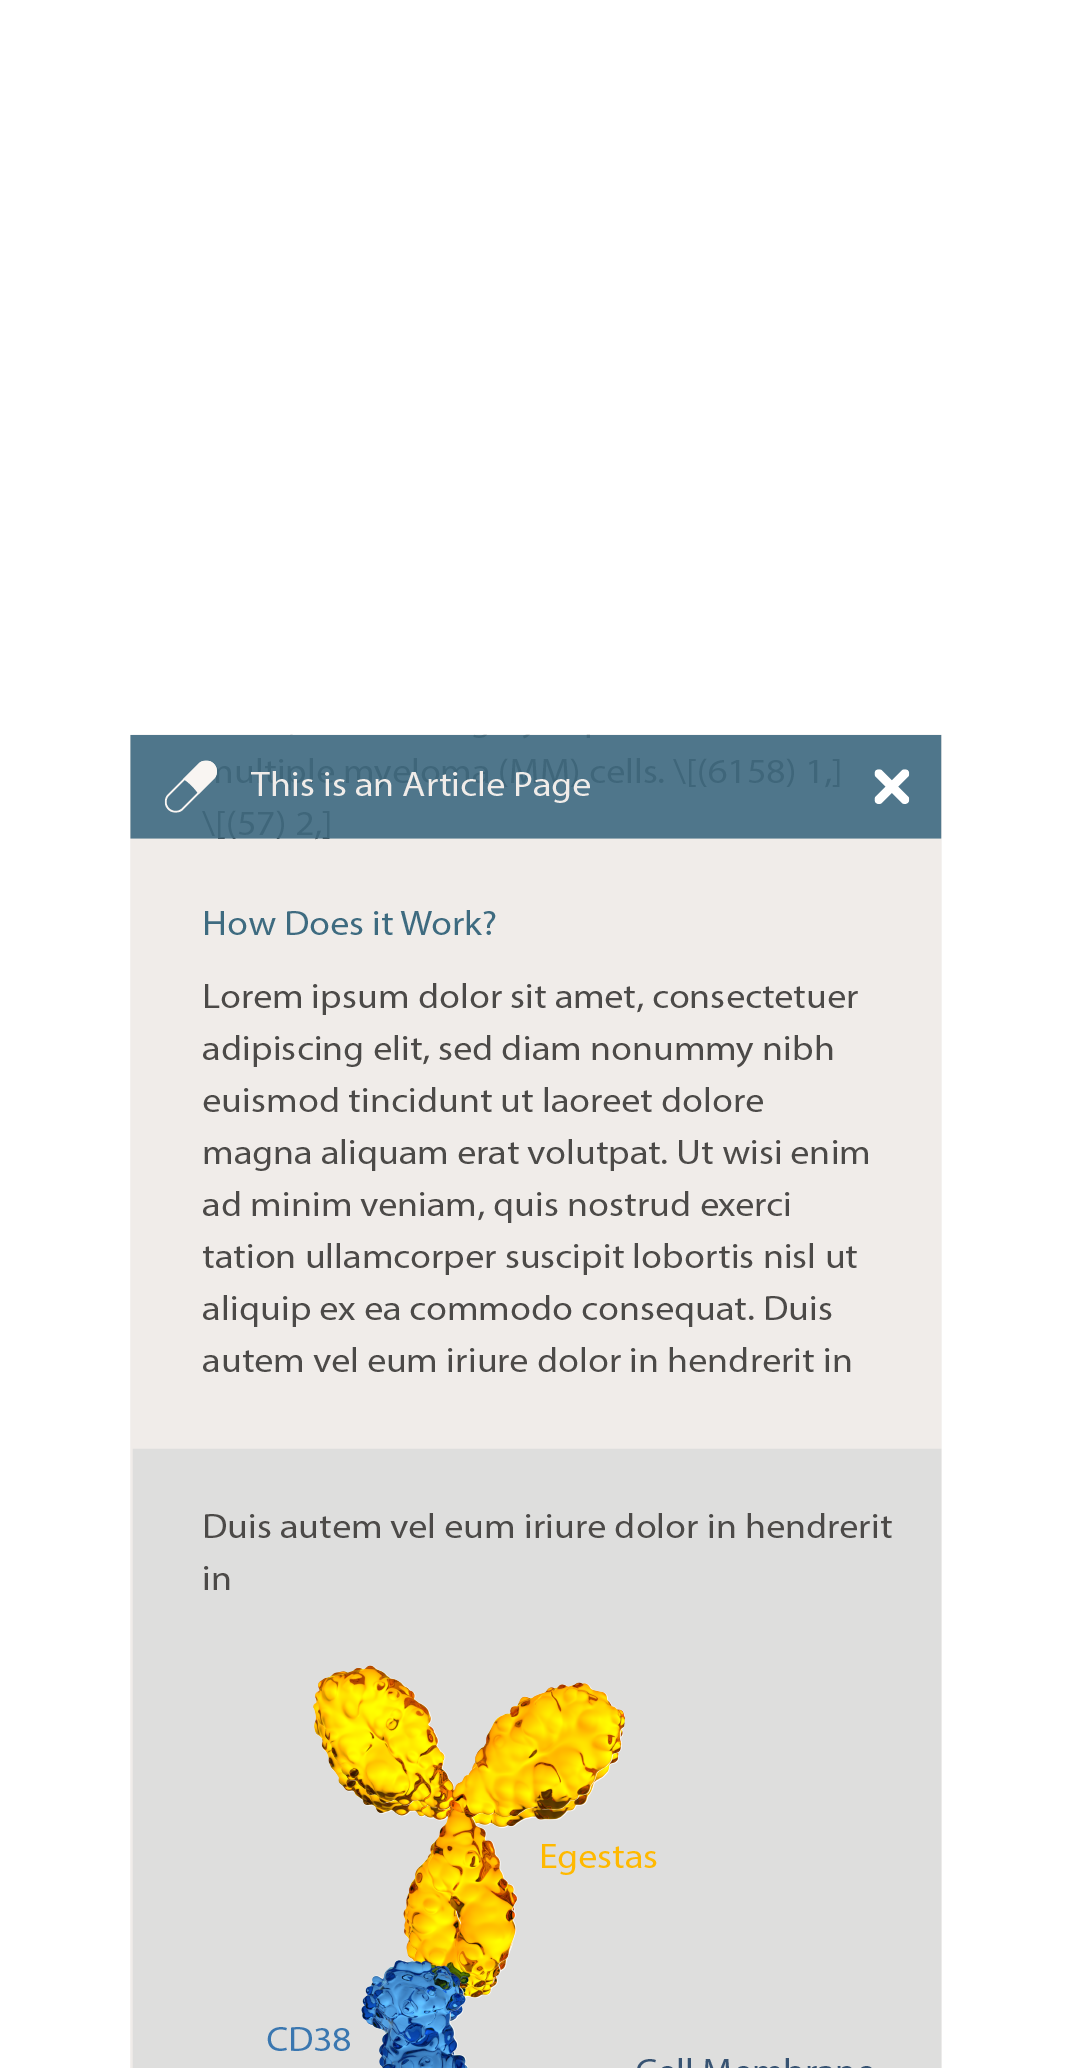 multiple myeloma (MM) cells. \[(6158) 1,]
This is an Article Page
\[(57) 2,]
How Does it Work?
Lorem ipsum dolor sit amet, consectetuer
adipiscing elit, sed diam nonummy nibh
euismod tincidunt ut laoreet dolore
magna aliquam erat volutpat. Ut wisi enim
ad minim veniam, quis nostrud exerci
tation ullamcorper suscipit lobortis nisl ut
aliquip ex ea commodo consequat. Duis
autem vel eum iriure dolor in hendrerit in
Duis autem vel eum iriure dolor in hendrerit
in
Egestas
CD38
Cell Membrane